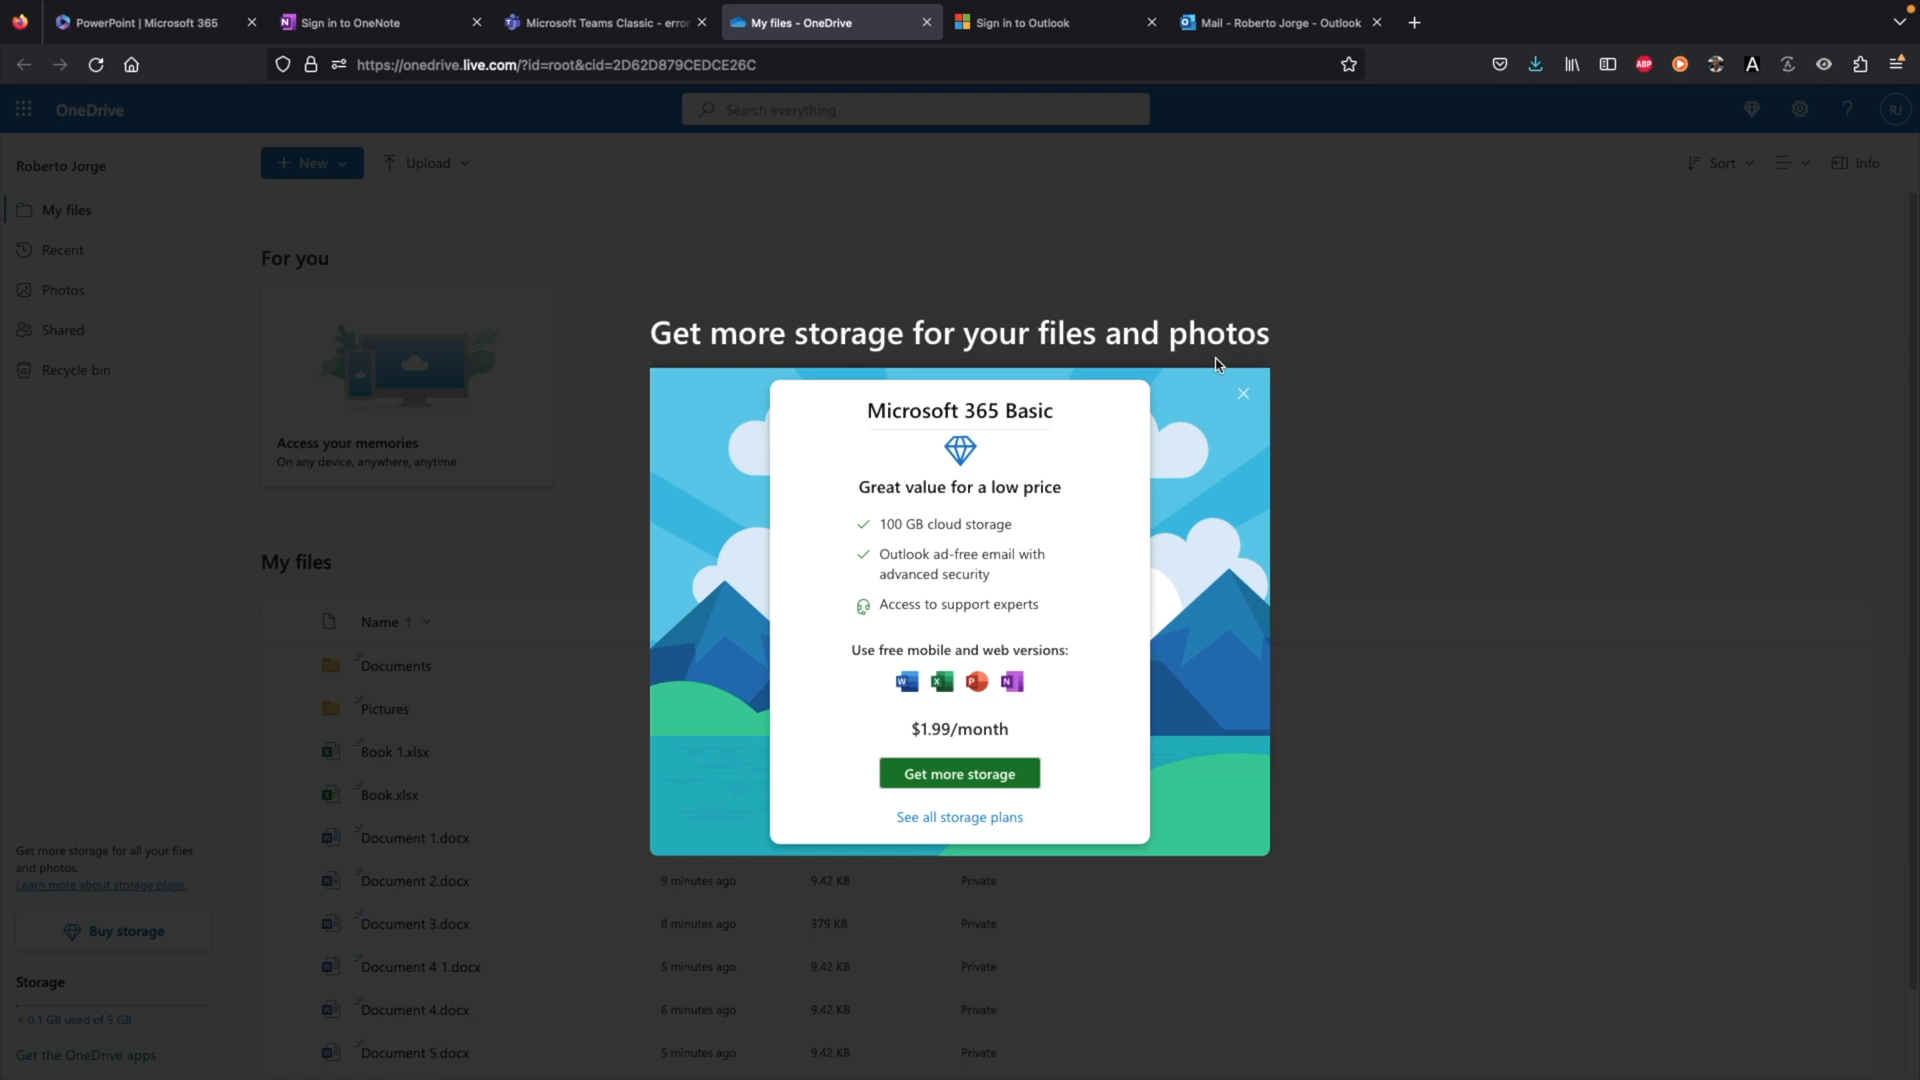 PowerPoint | Microsoft 365
Sign in to OneNote
Microsoft Teams Classic - error
My files - OneDrive
Sign in to Outlook
Mail - Roberto Jorge - Outlook
https://onedrive.live.com/?id=root&cid=2D62D879CEDCE26C
ABP
A
OneDrive
Search everything
?
RJ
Roberto Jorge
New
Upload
Sort
Info
My files
Recent
Photos
Shared
Recycle bin
For you
Access your memories
On any device, anywhere, anytime
Get more storage for your files and photos
Microsoft 365 Basic
Great value for a low price
100 GB cloud storage
Outlook ad-free email with
advanced security
Access to support experts
Use free mobile and web versions:
W X P N
$1.99/month
Get more storage
See all storage plans
My files
Name
Documents
Pictures
Book 1.xlsx
Book.xlsx
Document 1.docx
Document 2.docx 9 minutes ago 9.42 KB Private
Document 3.docx 8 minutes ago 379 KB Private
Document 4 1.docx 5 minutes ago 9.42 KB Private
Document 4.docx 6 minutes ago 9.42 KB Private
Document 5.docx 5 minutes ago 9.42 KB Private
Get more storage for all your files
and photos.
Learn more about storage plans.
Buy storage
Storage
< 0.1 GB used of 5 GB
Get the OneDrive apps